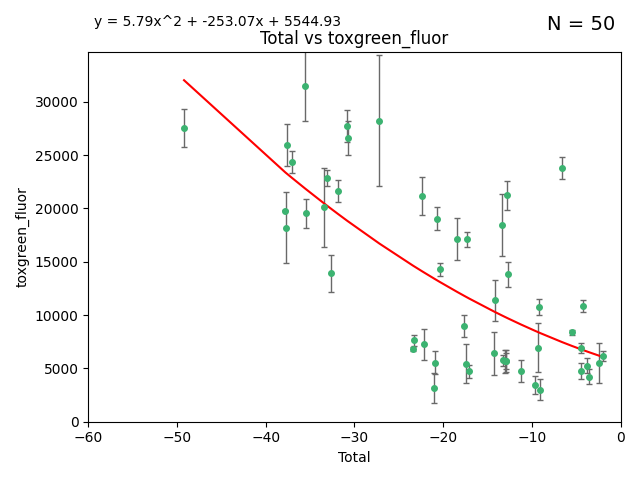 y = 5.79x^2 + -253.07x + 5544.93
N = 50
Total vs toxgreen_fluor
toxgreen_fluor
30000
25000
20000
15000
10000
5000
0
−60
−50
−40
−30
−20
−10
0
Total